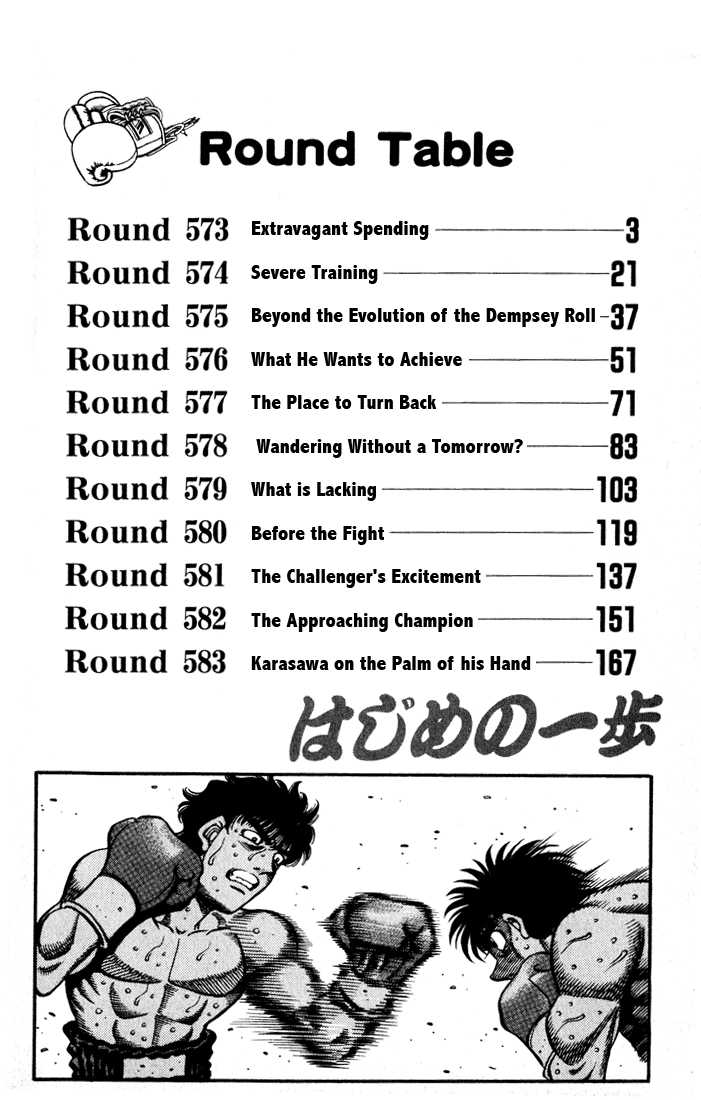 Round Table
Round 573 Extravagant Spending 3
Round 574 Severe Training 21
Round 575 Beyond the Evolution of the Dempsey Roll 37
Round 576 What He Wants to Achieve 51
Round 577 The Place to Turn Back 71
Round 578 Wandering Without a Tomorrow? 83
Round 579 What is Lacking 103
Round 580 Before the Fight 119
Round 581 The Challenger's Excitement 137
Round 582 The Approaching Champion 151
Round 583 Karasawa on the Palm of his Hand 167
はじめの一歩